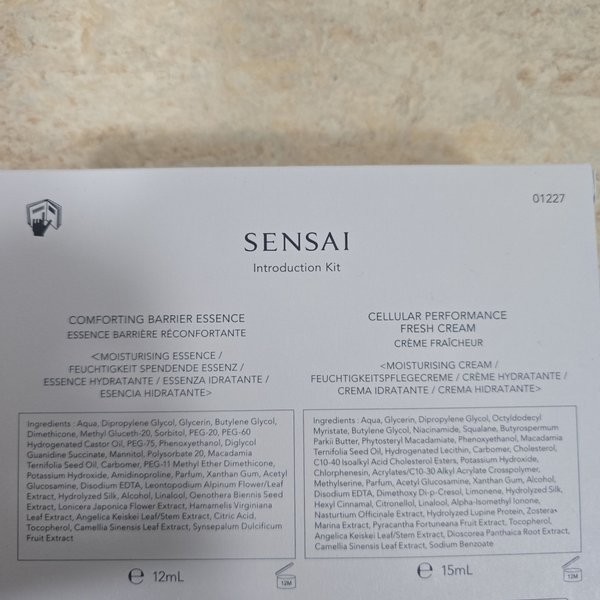 01227
SENSAI
Introduction Kit
COMFORTING BARRIER ESSENCE
ESSENCE BARRIÈRE RÉCONFORTANTE
<MOISTURISING ESSENCE /
FEUCHTIGKEIT SPENDENDE ESSENZ /
ESSENCE HYDRATANTE / ESSENZA IDRATANTE /
ESENCIA HIDRATANTE>
Ingredients : Aqua, Dipropylene Glycol, Glycerin, Butylene Glycol,
Dimethicone, Methyl Gluceth-20, Sorbitol, PEG-20, PEG-60
Hydrogenated Castor Oil, PEG-75, Phenoxyethanol, Diglycol
Guanidine Succinate, Mannitol, Polysorbate 20, Macadamia
Ternifolia Seed Oil, Carbomer, PEG-11 Methyl Ether Dimethicone,
Potassium Hydroxide, Amidinoproline, Parfum, Xanthan Gum, Acetyl
Glucosamine, Disodium EDTA, Leontopodium Alpinum Flower/Leaf
Extract, Hydrolyzed Silk, Alcohol, Linalool, Oenothera Biennis Seed
Extract, Lonicera Japonica Flower Extract, Hamamelis Virginiana
Leaf Extract, Angelica Keiskei Leaf/Stem Extract, Citric Acid,
Tocopherol, Camellia Sinensis Leaf Extract, Synsepalum Dulcificum
Fruit Extract
℮ 12mL
12M
CELLULAR PERFORMANCE
FRESH CREAM
CRÈME FRAÎCHEUR
<MOISTURISING CREAM /
FEUCHTIGKEITSPFLEGECREME / CRÈME HYDRATANTE /
CREMA IDRATANTE / CREMA HIDRATANTE>
Ingredients : Aqua, Glycerin, Dipropylene Glycol, Octyldodecyl
Myristate, Butylene Glycol, Niacinamide, Squalane, Butyrospermum
Parkii Butter, Phytosteryl Macadamiate, Phenoxyethanol, Macadamia
Ternifolia Seed Oil, Hydrogenated Lecithin, Carbomer, Cholesterol,
C10-40 Isoalkyl Acid Cholesterol Esters, Potassium Hydroxide,
Chlorphenesin, Acrylates/C10-30 Alkyl Acrylate Crosspolymer,
Methylserine, Parfum, Acetyl Glucosamine, Xanthan Gum, Alcohol,
Disodium EDTA, Dimethoxy Di-p-Cresol, Limonene, Hydrolyzed Silk,
Hexyl Cinnamal, Citronellol, Linalool, Alpha-Isomethyl Ionone,
Nasturtium Officinale Extract, Hydrolyzed Lupine Protein, Zostera
Marina Extract, Pyracantha Fortuneana Fruit Extract, Tocopherol,
Angelica Keiskei Leaf/Stem Extract, Dioscorea Panthaica Root Extract,
Camellia Sinensis Leaf Extract, Sodium Benzoate
℮ 15mL
12M